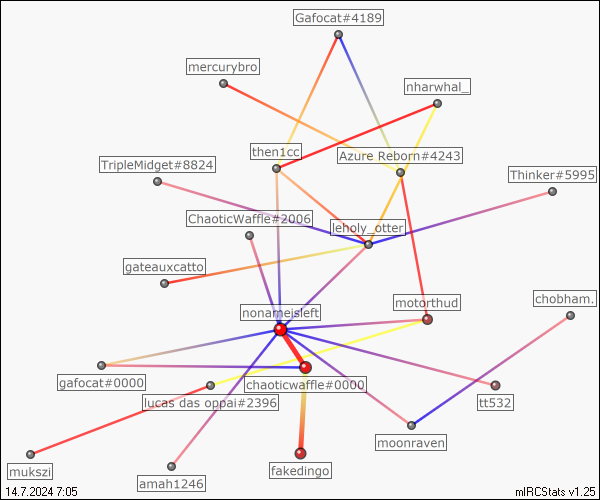 Gafocat#4189
mercurybro
nharwhal_
then1cc
Azure Reborn#4243
TripleMidget#8824
Thinker#5995
ChaoticWaffle#2006
leholy_otter
gateauxcatto
nonameisleft
motorthud
chobham.
gafocat#0000
chaoticwaffle#0000
lucas das oppai#2396
tt532
moonraven
mukszi
amah1246
fakedingo
14.7.2024 7:05
mIRCStats v1.25